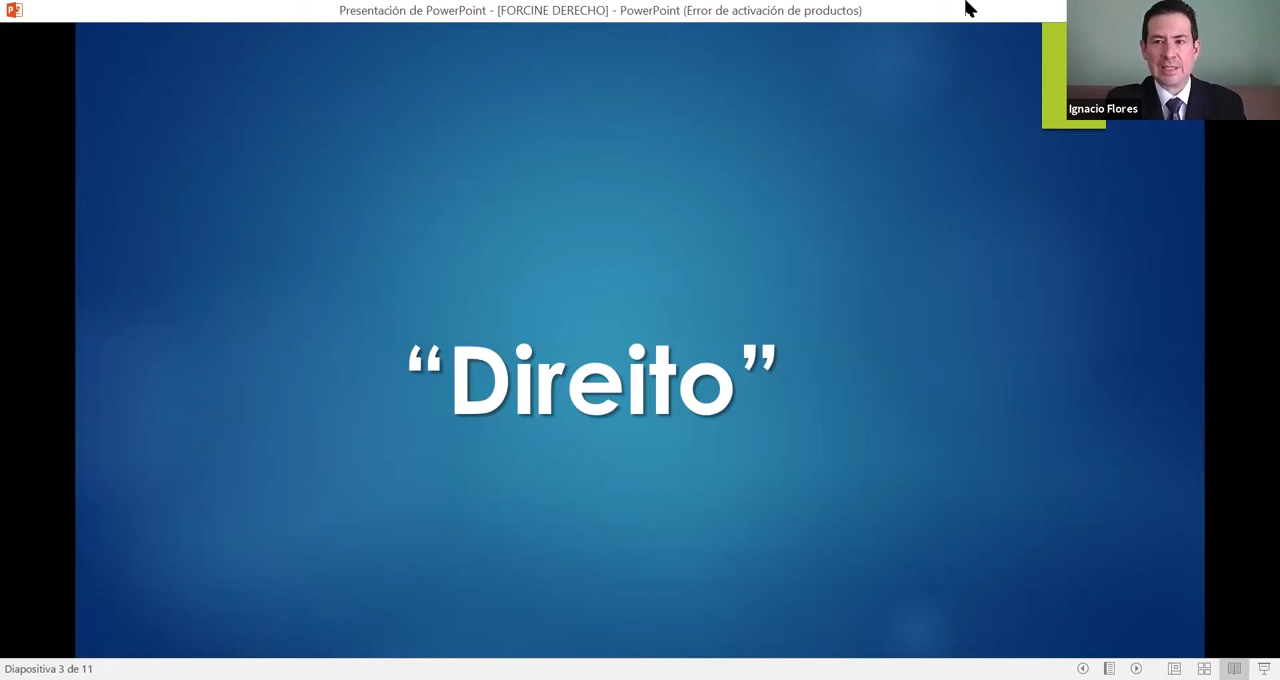 Presentación de PowerPoint - [FORCINE DERECHO] - PowerPoint (Error de activación de productos)
Ignacio Flores
“Direito”
Diapositiva 3 de 11